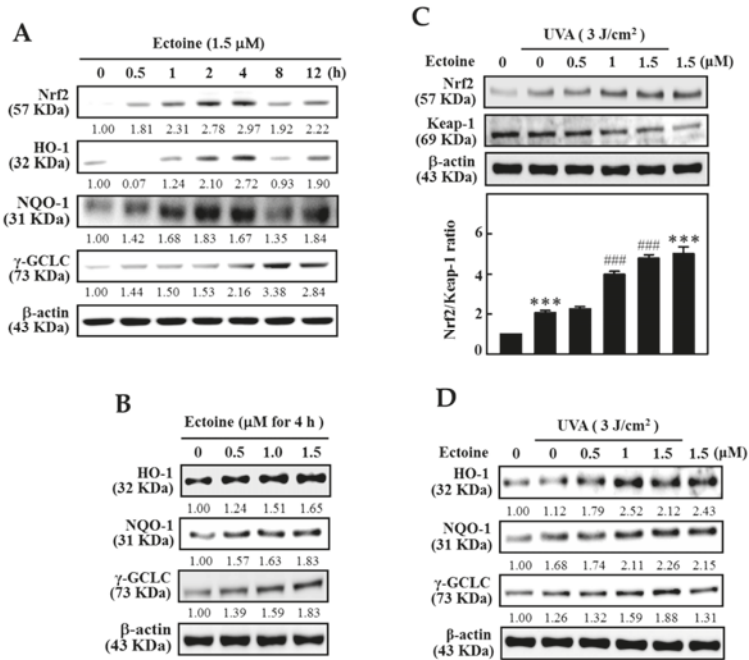 A
Ectoine (1.5 μM)
0 0.5 1 2 4 8 12 (h)
Nrf2
(57 KDa)
1.00 1.81 2.31 2.78 2.97 1.92 2.22
HO-1
(32 KDa)
1.00 0.07 1.24 2.10 2.72 0.93 1.90
NQO-1
(31 KDa)
1.00 1.42 1.68 1.83 1.67 1.35 1.84
γ-GCLC
(73 KDa)
1.00 1.44 1.50 1.53 2.16 3.38 2.84
β-actin
(43 KDa)
B
Ectoine (μM for 4 h )
0 0.5 1.0 1.5
HO-1
(32 KDa)
1.00 1.24 1.51 1.65
NQO-1
(31 KDa)
1.00 1.57 1.63 1.83
γ-GCLC
(73 KDa)
1.00 1.39 1.59 1.83
β-actin
(43 KDa)
C
UVA ( 3 J/cm²)
Ectoine 0 0 0.5 1 1.5 1.5 (μM)
Nrf2
(57 KDa)
Keap-1
(69 KDa)
β-actin
(43 KDa)
Nrf2/Keap-1 ratio
6
4
2
0
*** ### ### ***
D
UVA ( 3 J/cm²)
Ectoine 0 0 0.5 1 1.5 1.5 (μM)
HO-1
(32 KDa)
1.00 1.12 1.79 2.52 2.12 2.43
NQO-1
(31 KDa)
1.00 1.68 1.74 2.11 2.26 2.15
γ-GCLC
(73 KDa)
1.00 1.26 1.32 1.59 1.88 1.31
β-actin
(43 KDa)